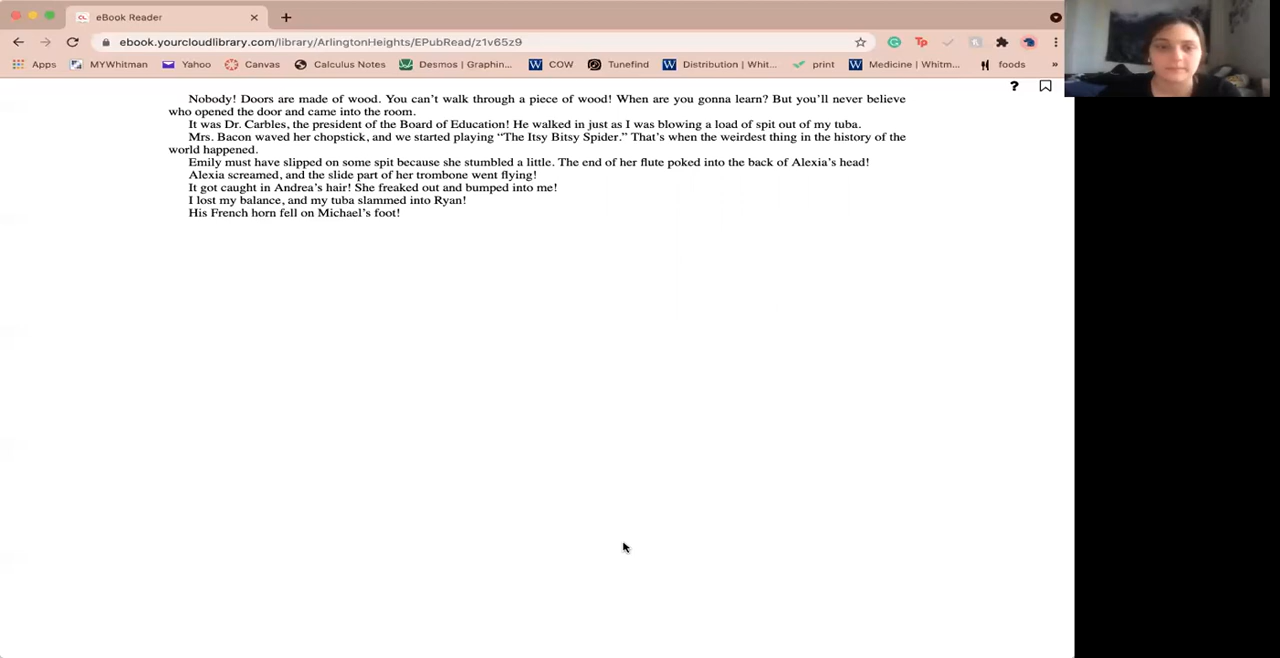 eBook Reader
ebook.yourcloudlibrary.com/library/ArlingtonHeights/EPubRead/z1v65z9
Apps MYWhitman Yahoo Canvas Calculus Notes Desmos | Graphin... COW Tunefind Distribution | Whit... print Medicine | Whitm... foods »
?
Nobody! Doors are made of wood. You can't walk through a piece of wood! When are you gonna learn? But you'll never believe
who opened the door and came into the room.
It was Dr. Carbles, the president of the Board of Education! He walked in just as I was blowing a load of spit out of my tuba.
Mrs. Bacon waved her chopstick, and we started playing “The Itsy Bitsy Spider.” That's when the weirdest thing in the history of the
world happened.
Emily must have slipped on some spit because she stumbled a little. The end of her flute poked into the back of Alexia's head!
Alexia screamed, and the slide part of her trombone went flying!
It got caught in Andrea's hair! She freaked out and bumped into me!
I lost my balance, and my tuba slammed into Ryan!
His French horn fell on Michael's foot!